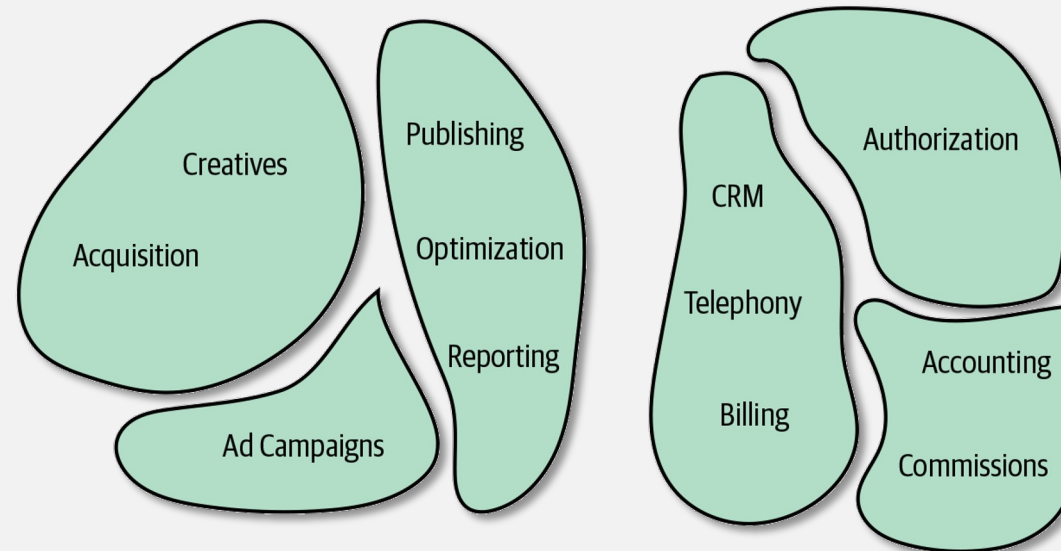 Creatives
Acquisition
Ad Campaigns
Publishing
Optimization
Reporting
CRM
Telephony
Billing
Authorization
Accounting
Commissions